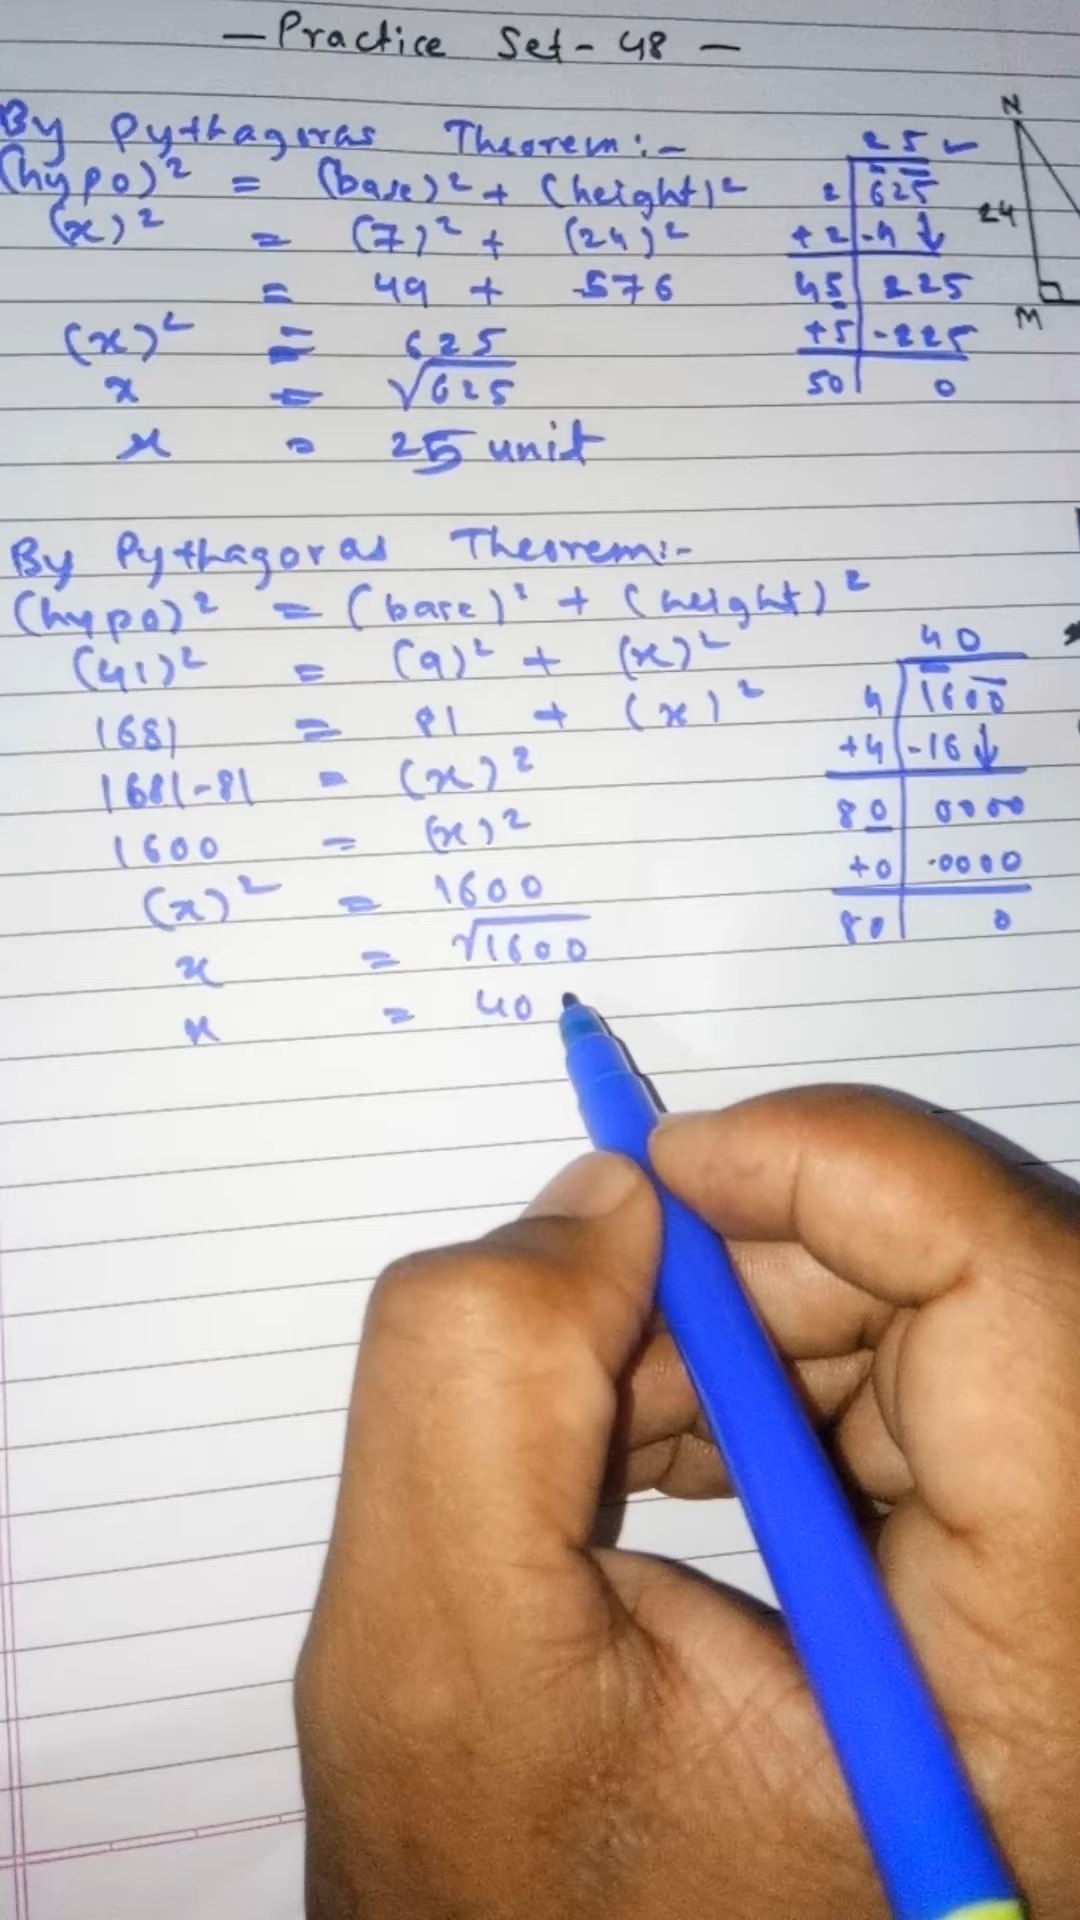 — Practice Set - 48 —
By Pythagoras Theorem :-
(hypo)² = (base)² + (height)²
(x)² = (7)² + (24)²
= 49 + 576
(x)² = 625
x = √625
x = 25 unit
25
2 625
+2 -4 ↓
45 225
+5 -225
50 0
N
24
M
By Pythagoras Theorem:-
(hypo)² = (base)² + (height)²
(41)² = (9)² + (x)²
1681 = 81 + (x)²
1681-81 = (x)²
1600 = (x)²
(x)² = 1600
x = √1600
x = 40
40
4 1600
+4 -16 ↓
80 0000
+0 -0000
80 0